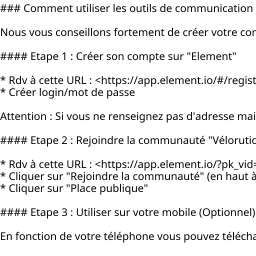 ### Comment utiliser les outils de communication
Nous vous conseillons fortement de créer votre
#### Etape 1 : Créer son compte sur "Element"
* Rdv à cette URL : <https://app.element.io/#/regist
* Créer login/mot de passe
Attention : Si vous ne renseignez pas d'adresse
#### Etape 2 : Rejoindre la communauté
* Rdv à cette URL : <https://app.element.io/?pk_vid=
* Cliquer sur "Rejoindre la communauté" (en haut à
* Cliquer sur "Place publique"
#### Etape 3 : Utiliser sur votre mobile (Optionnel)
En fonction de votre téléphone vous pouvez